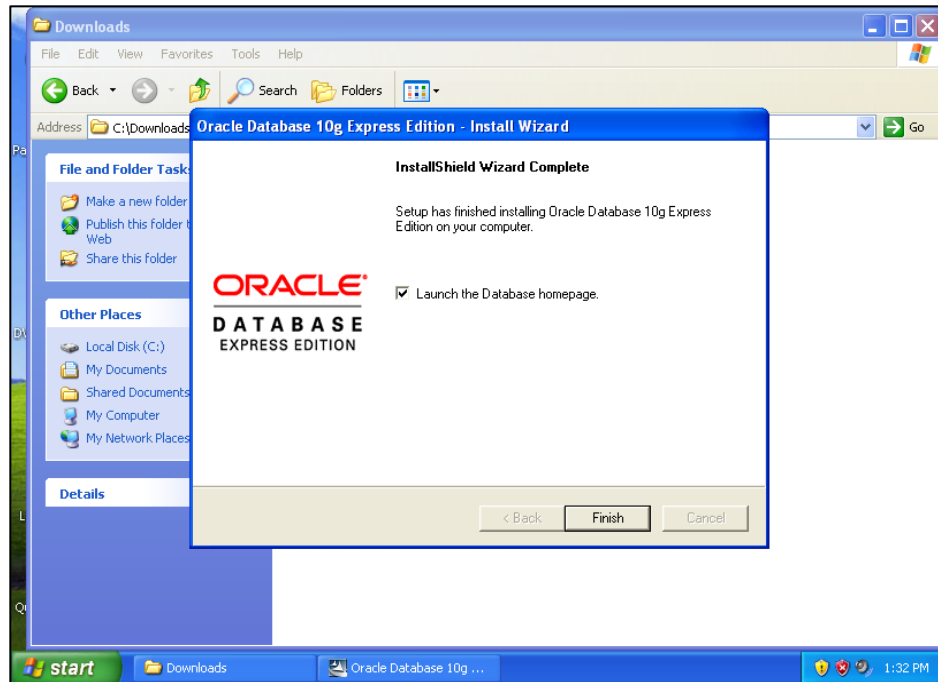 Downloads
File Edit View Favorites Tools Help
Back Search Folders
Address C:\Downloads Go
Oracle Database 10g Express Edition - Install Wizard
File and Folder Task
Make a new folder
Publish this folder t
Web
Share this folder
Other Places
Local Disk (C:)
My Documents
Shared Documents
My Computer
My Network Places
Details
InstallShield Wizard Complete
Setup has finished installing Oracle Database 10g Express
Edition on your computer.
Launch the Database homepage.
ORACLE
DATABASE
EXPRESS EDITION
< Back Finish Cancel
Pa
L
start Downloads Oracle Database 10g ... 1:32 PM